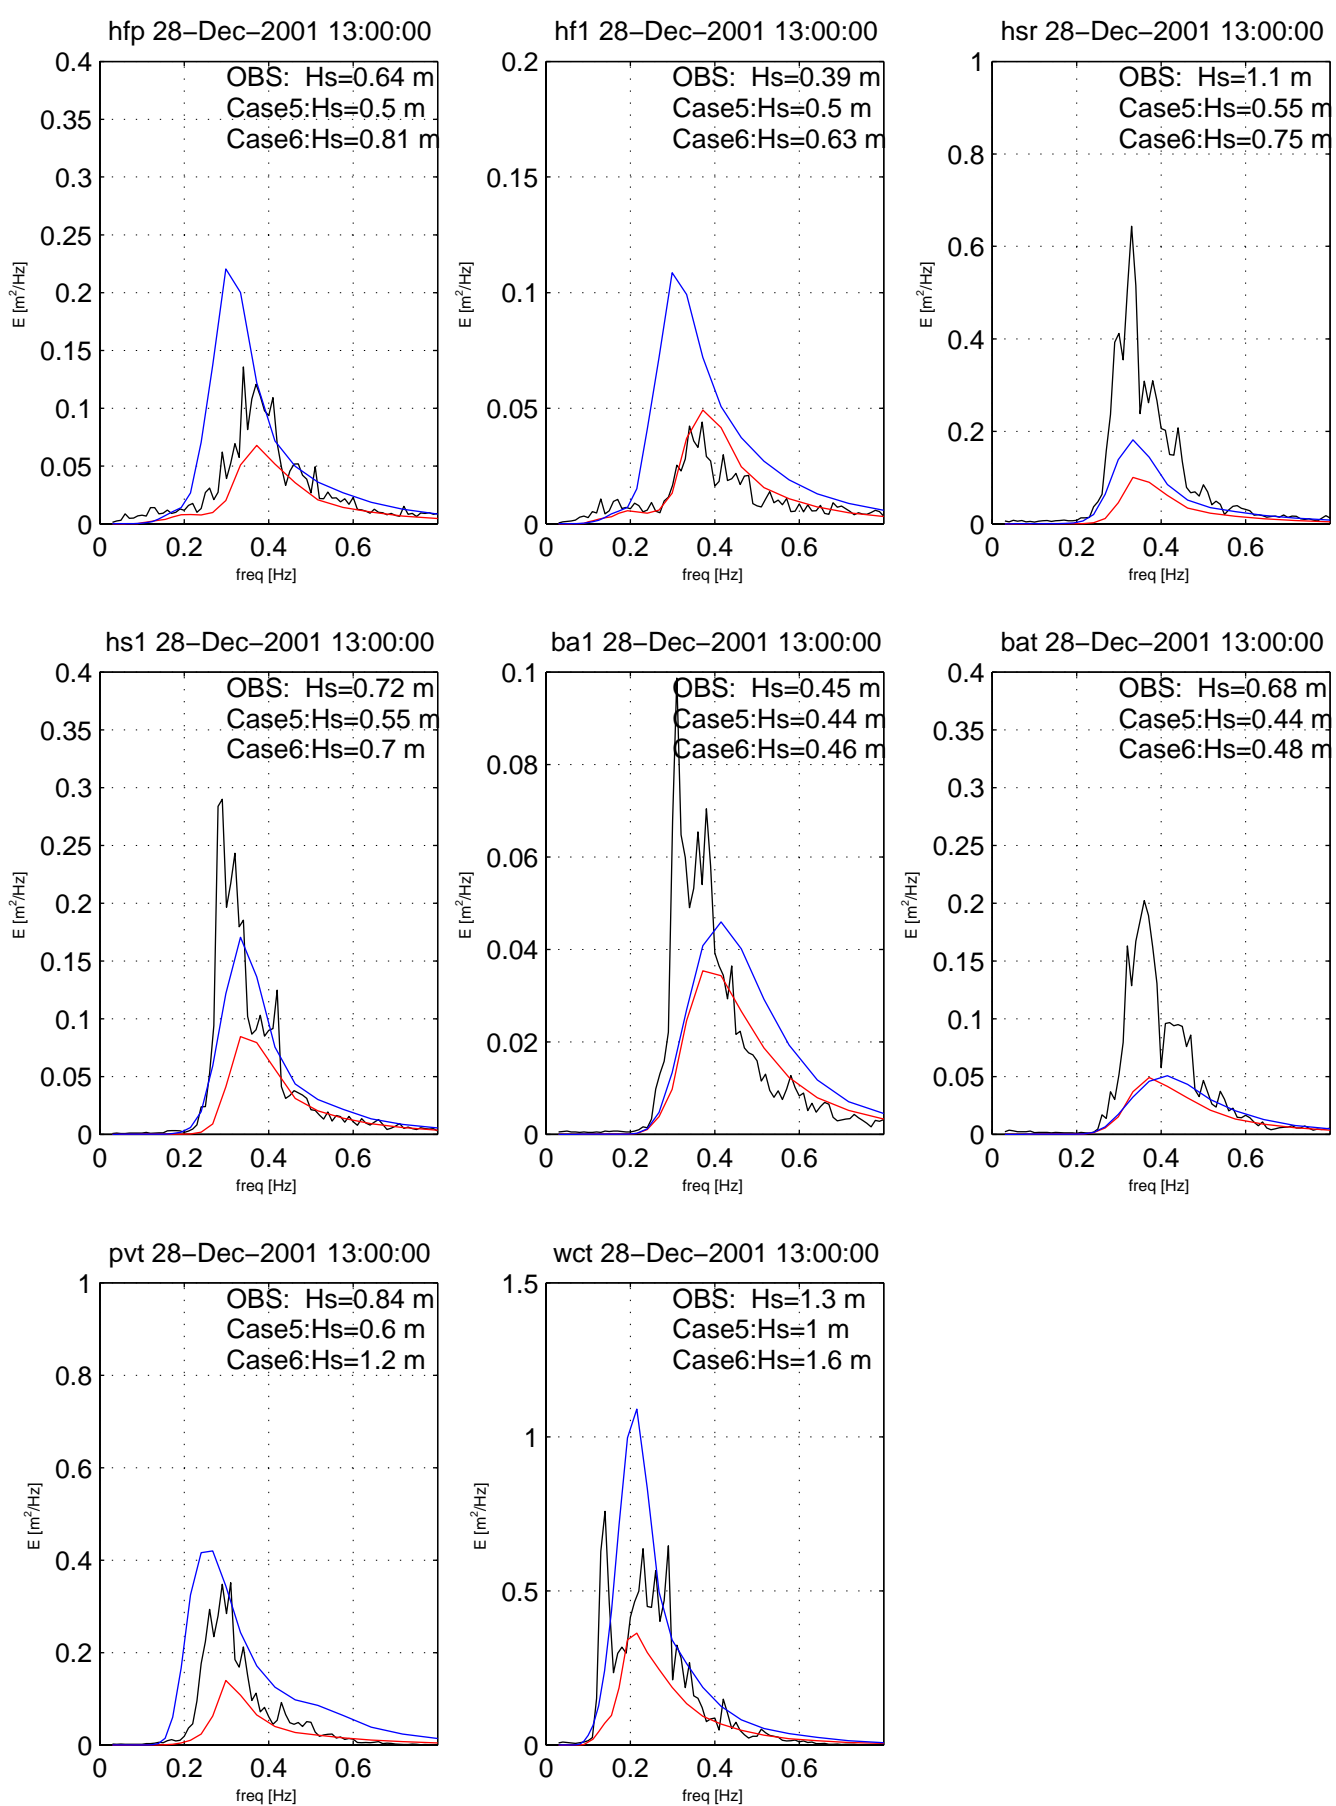 hfp 28−Dec−2001 13:00:00
OBS: Hs=0.64 m
Case5:Hs=0.5 m
Case6:Hs=0.81 m
0.4
0.35
0.3
0.25
0.2
0.15
0.1
0.05
0
E [m²/Hz]
0 0.2 0.4 0.6
freq [Hz]
hf1 28−Dec−2001 13:00:00
OBS: Hs=0.39 m
Case5:Hs=0.5 m
Case6:Hs=0.63 m
0.2
0.15
0.1
0.05
0
E [m²/Hz]
0 0.2 0.4 0.6
freq [Hz]
hsr 28−Dec−2001 13:00:00
OBS: Hs=1.1 m
Case5:Hs=0.55 m
Case6:Hs=0.75 m
1
0.8
0.6
0.4
0.2
0
E [m²/Hz]
0 0.2 0.4 0.6
freq [Hz]
hs1 28−Dec−2001 13:00:00
OBS: Hs=0.72 m
Case5:Hs=0.55 m
Case6:Hs=0.7 m
0.4
0.35
0.3
0.25
0.2
0.15
0.1
0.05
0
E [m²/Hz]
0 0.2 0.4 0.6
freq [Hz]
ba1 28−Dec−2001 13:00:00
OBS: Hs=0.45 m
Case5:Hs=0.44 m
Case6:Hs=0.46 m
0.1
0.08
0.06
0.04
0.02
0
E [m²/Hz]
0 0.2 0.4 0.6
freq [Hz]
bat 28−Dec−2001 13:00:00
OBS: Hs=0.68 m
Case5:Hs=0.44 m
Case6:Hs=0.48 m
0.4
0.35
0.3
0.25
0.2
0.15
0.1
0.05
0
E [m²/Hz]
0 0.2 0.4 0.6
freq [Hz]
pvt 28−Dec−2001 13:00:00
OBS: Hs=0.84 m
Case5:Hs=0.6 m
Case6:Hs=1.2 m
1
0.8
0.6
0.4
0.2
0
E [m²/Hz]
0 0.2 0.4 0.6
freq [Hz]
wct 28−Dec−2001 13:00:00
OBS: Hs=1.3 m
Case5:Hs=1 m
Case6:Hs=1.6 m
1.5
1
0.5
0
E [m²/Hz]
0 0.2 0.4 0.6
freq [Hz]